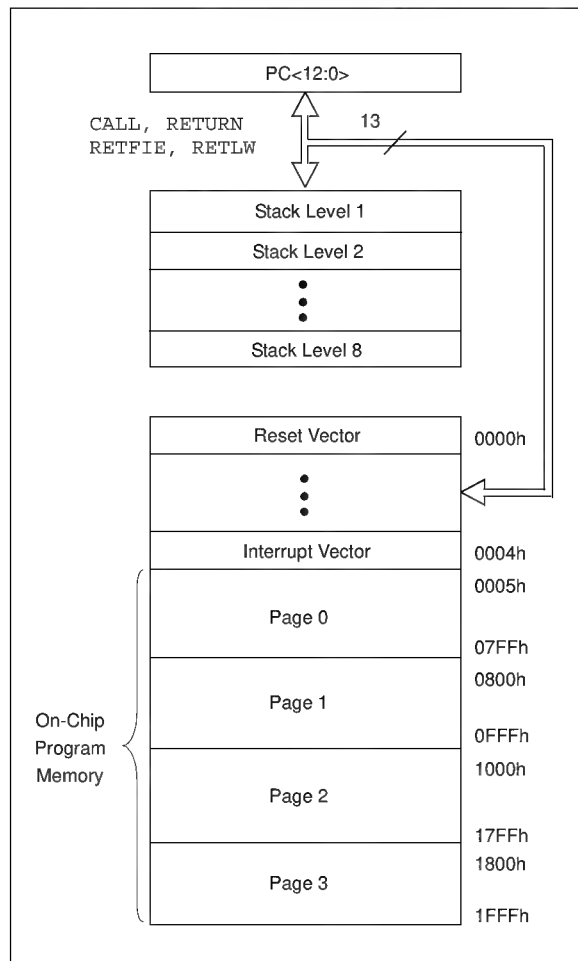 PC<12:0>
CALL, RETURN
RETFIE, RETLW
13
Stack Level 1
Stack Level 2
Stack Level 8
Reset Vector
0000h
Interrupt Vector
0004h
0005h
Page 0
07FFh
0800h
Page 1
On-Chip
Program
Memory
0FFFh
1000h
Page 2
17FFh
1800h
Page 3
1FFFh